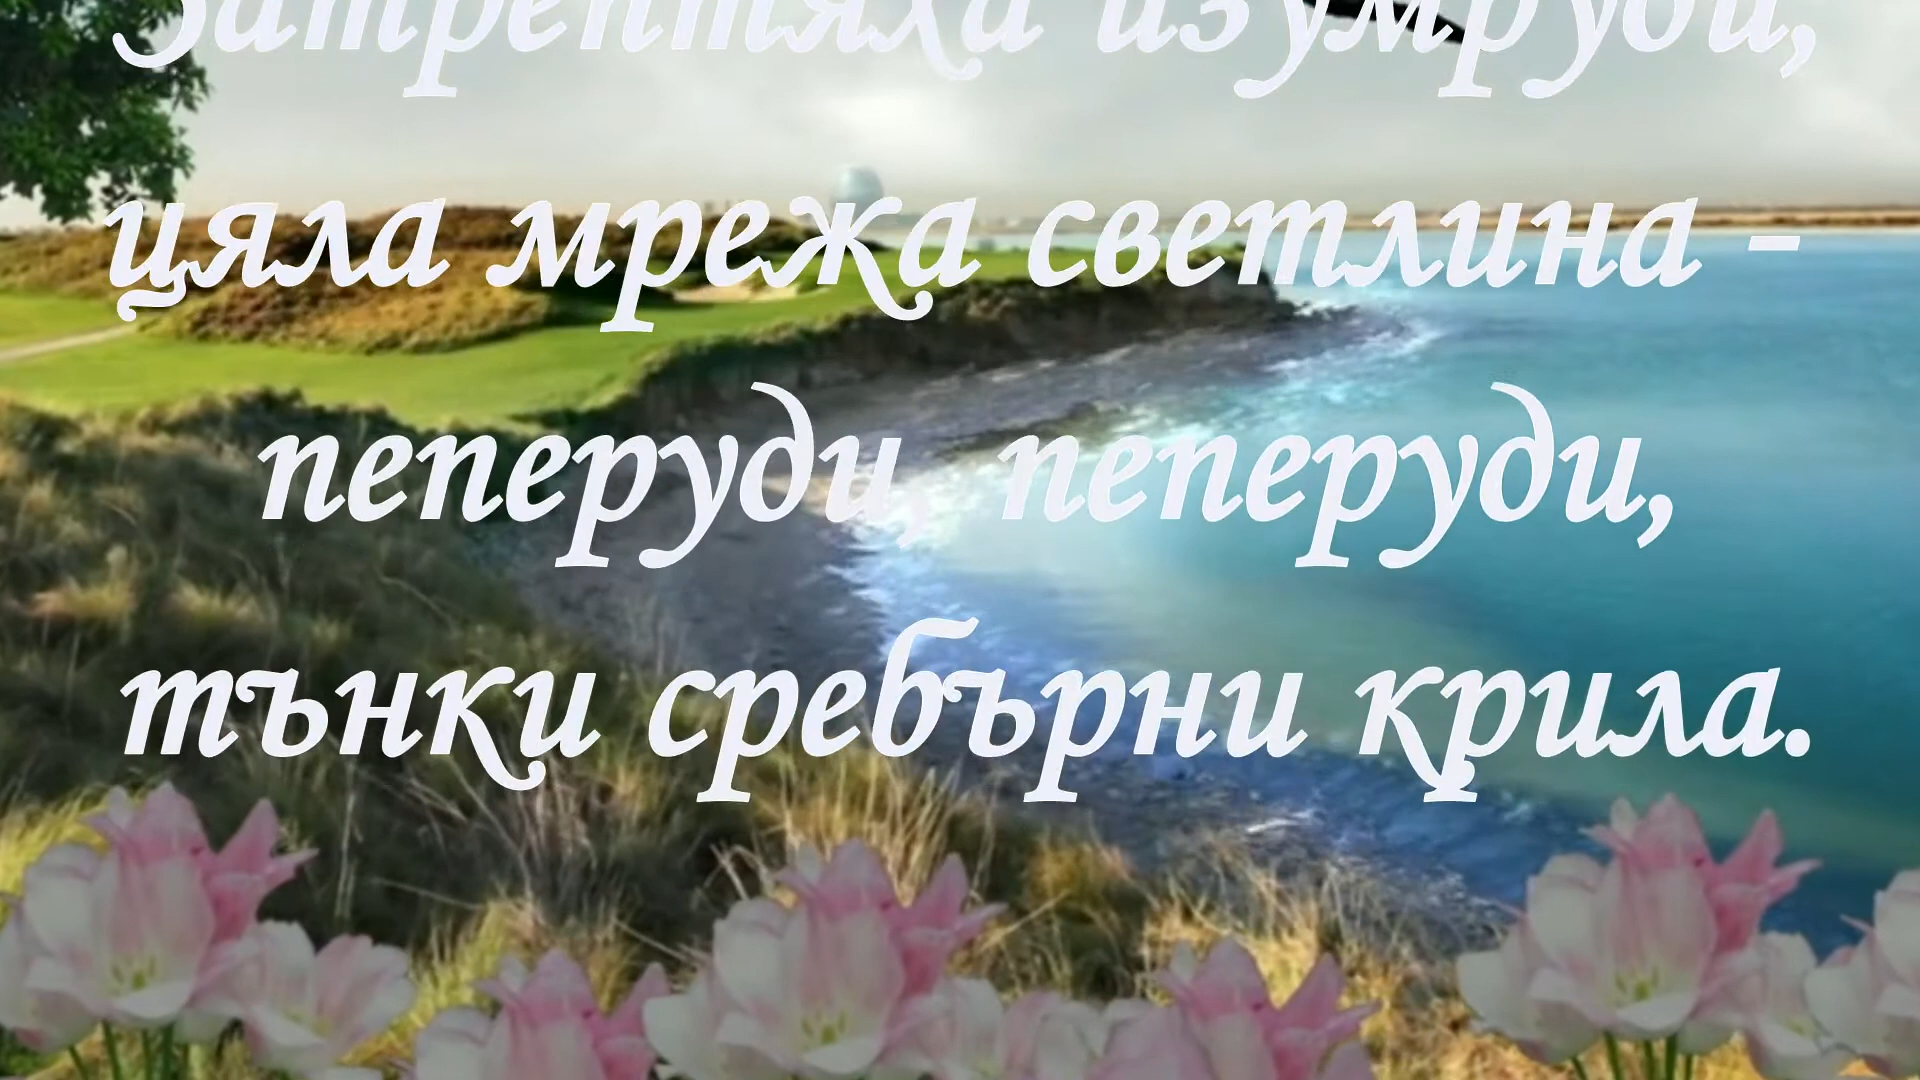 Затрептяха изумруди,
цяла мрежа светлина -
пеперуди, пеперуди,
тънки сребърни крила.